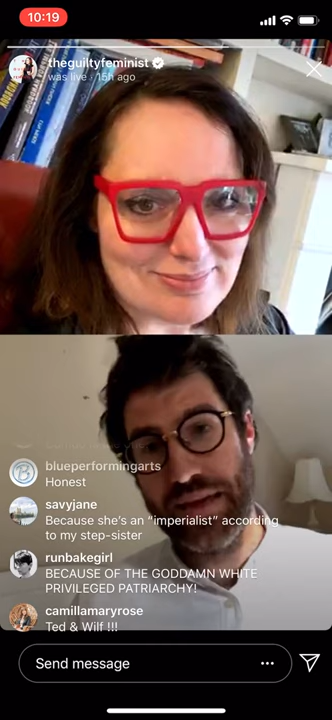 10:19
theguiltyfeminist
was live · 15h ago
blueperformingarts
Honest
savyjane
Because she's an “imperialist” according
to my step-sister
runbakegirl
BECAUSE OF THE GODDAMN WHITE
PRIVILEGED PATRIARCHY!
camillamaryrose
Ted & Wilf !!!
Send message